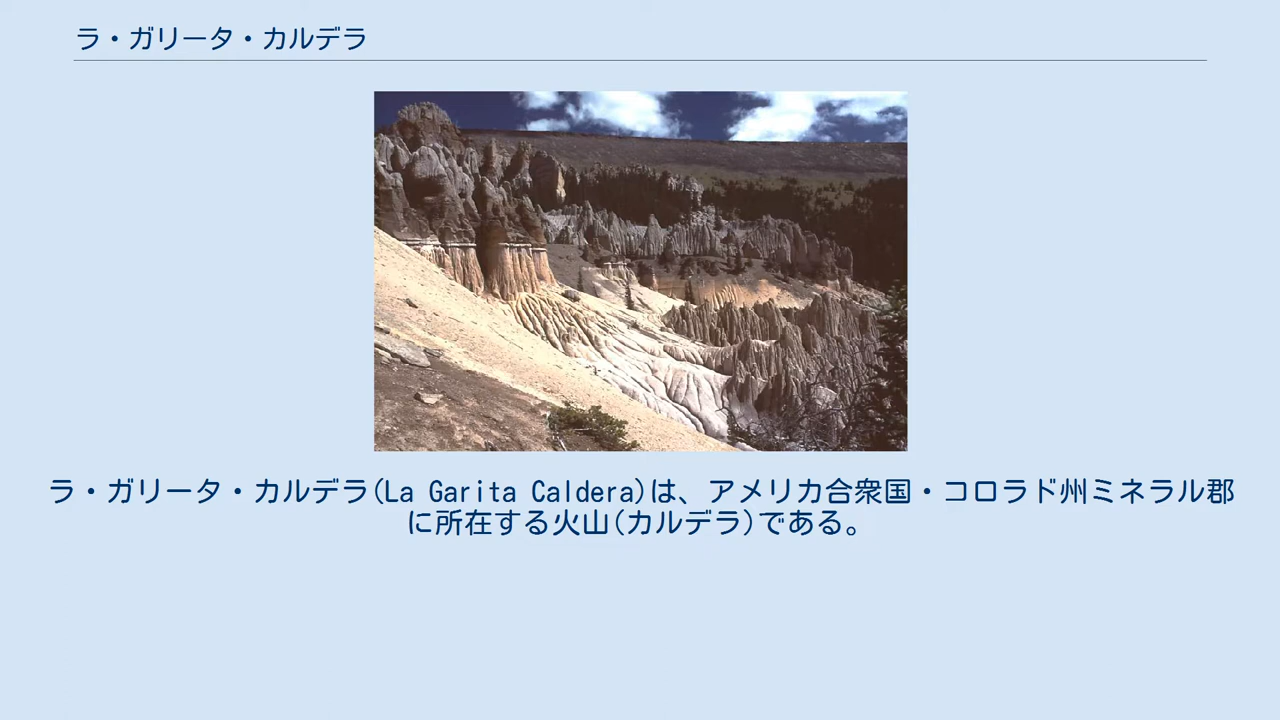 ラ・ガリータ・カルデラ
ラ・ガリータ・カルデラ(La Garita Caldera)は、アメリカ合衆国・コロラド州ミネラル郡
に所在する火山(カルデラ)である。